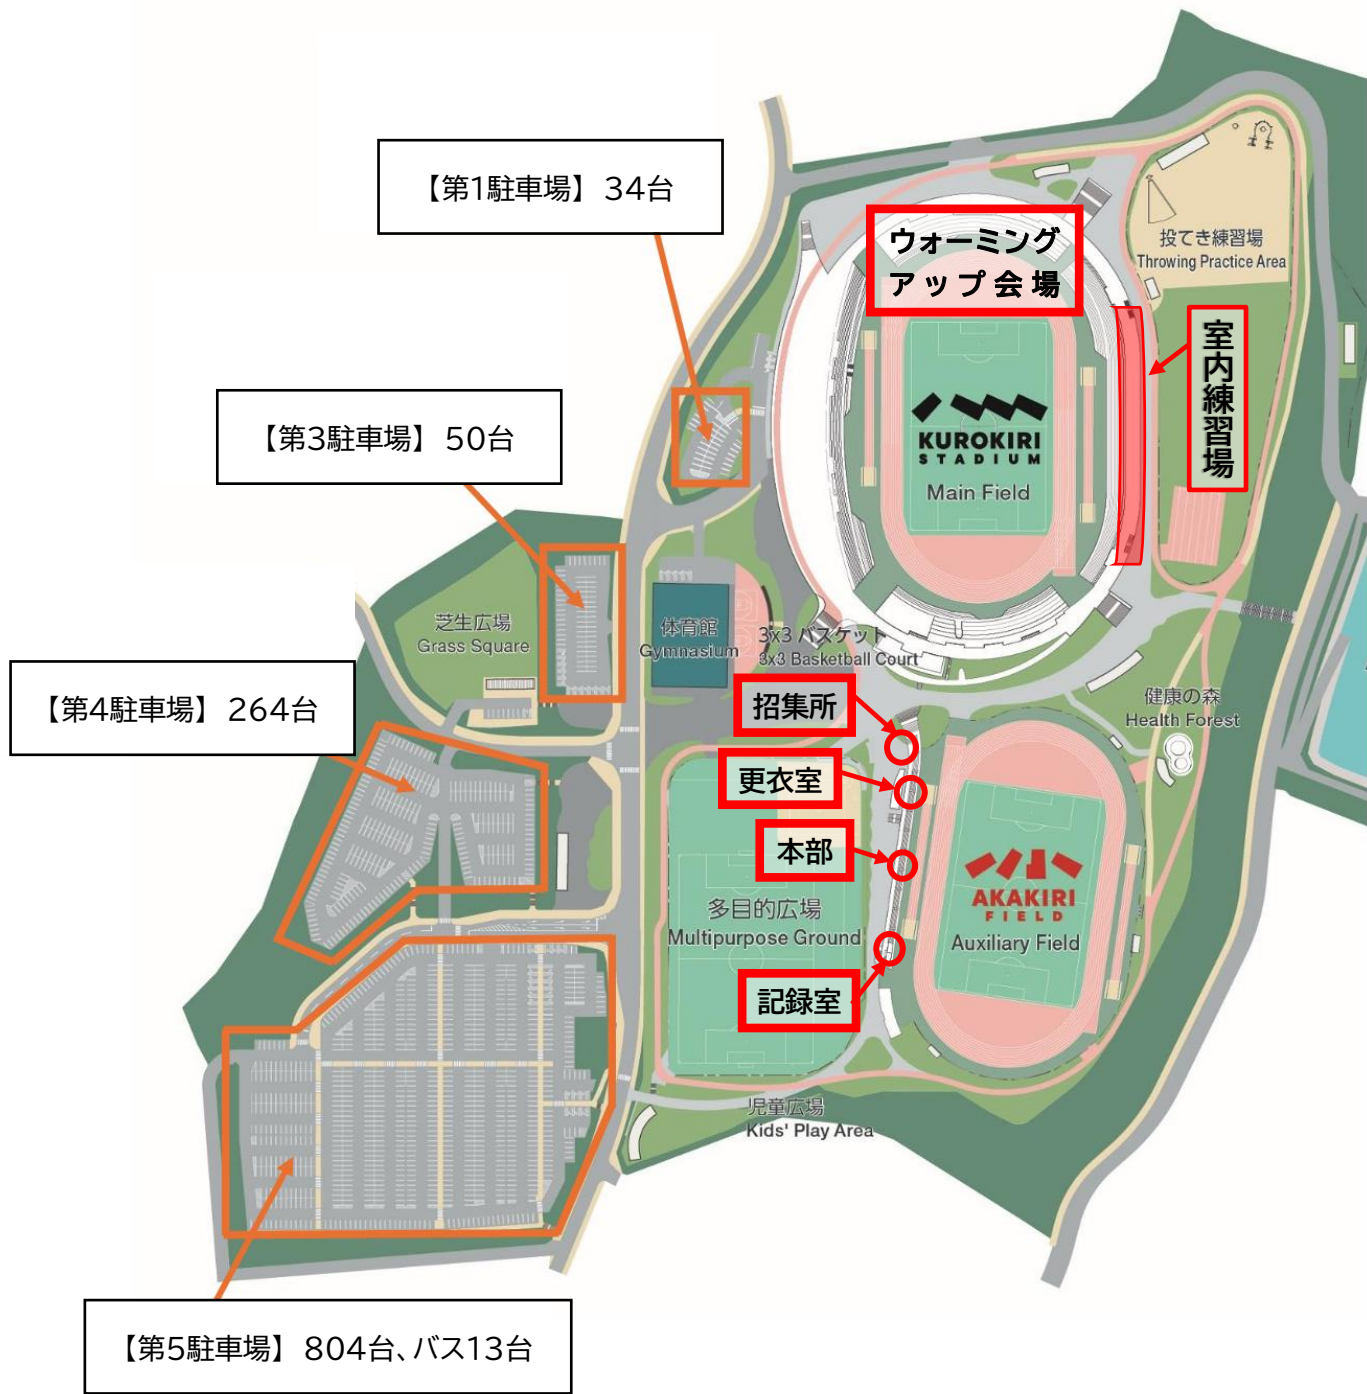 【第1駐車場】 34台
ウォーミング
アップ会場
投てき練習場
Throwing Practice Area
室内練習場
【第3駐車場】 50台
KUROKIRI
STADIUM
Main Field
芝生広場
Grass Square
体育館
Gymnasium
3x3 バスケット
3x3 Basketball Court
【第4駐車場】 264台
招集所
健康の森
Health Forest
更衣室
本部
AKAKIRI
FIELD
Auxiliary Field
多目的広場
Multipurpose Ground
記録室
児童広場
Kids' Play Area
【第5駐車場】 804台、バス13台